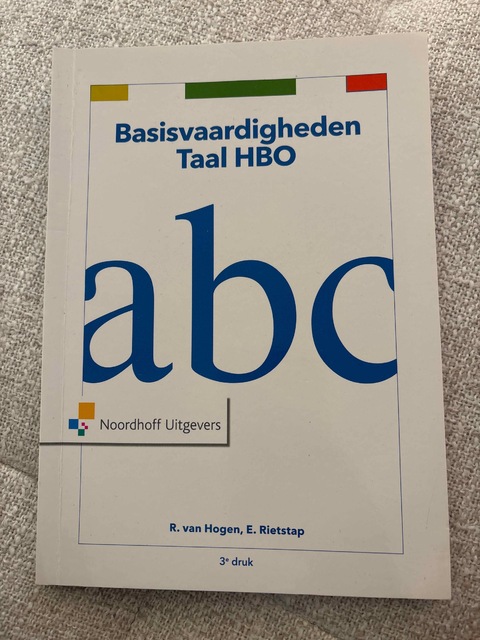 Basisvaardigheden
Taal HBO
abc
Noordhoff Uitgevers
R. van Hogen, E. Rietstap
3e druk